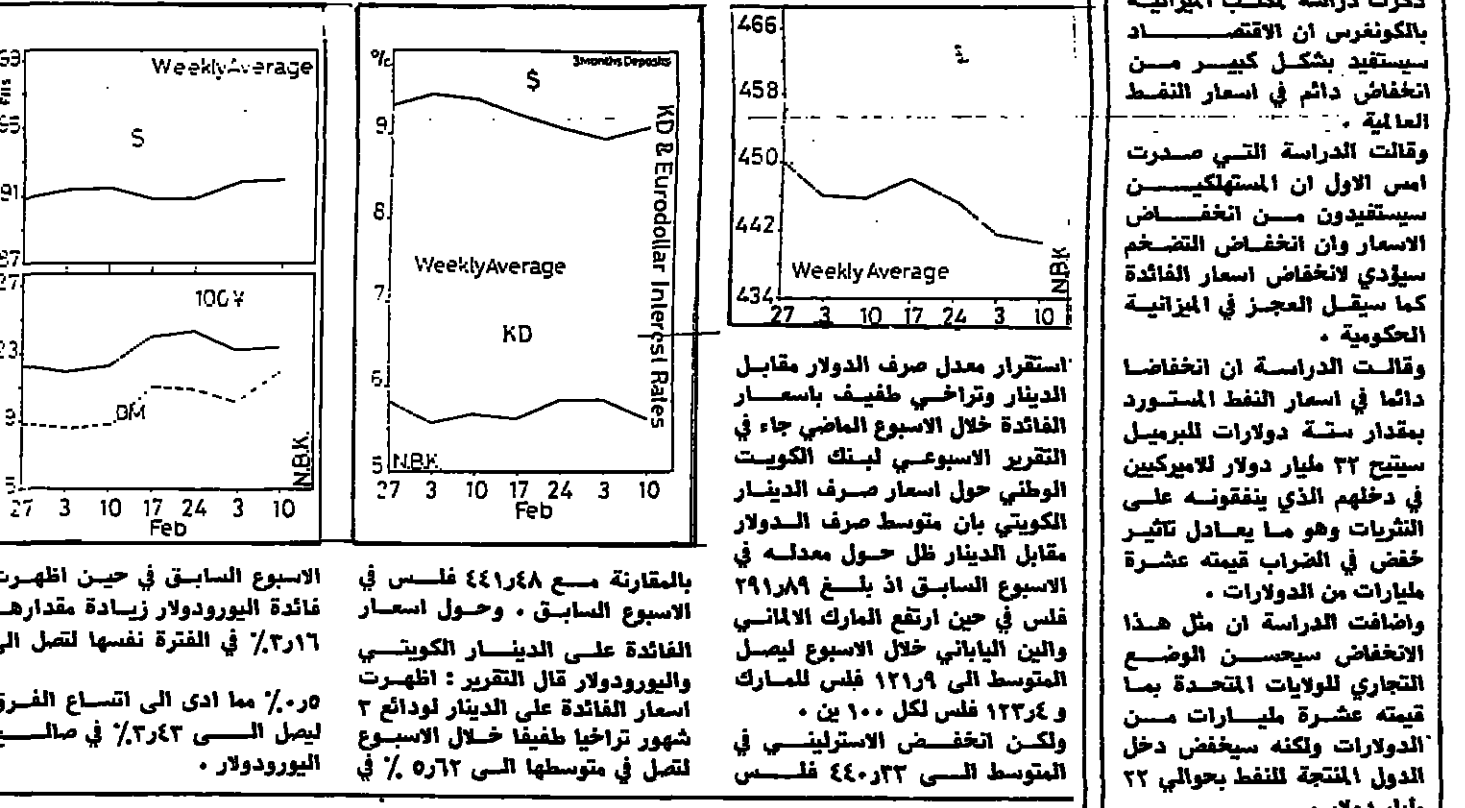 ذكرت دراسة لمكتب الميزانية
بالكونغرس ان الاقتصاد
سيستفيد بشكل كبير من
انخفاض دائم في اسعار النفط
العالمية .
وقالت الدراسة التي صدرت
امس الاول ان المستهلكين
سيستفيدون من انخفاض
الاسعار وان انخفاض التضخم
سيؤدي لانخفاض اسعار الفائدة
كما سيقل العجز في الميزانية
الحكومية .
وقالت الدراسة ان انخفاضا
دائما في اسعار النفط المستورد
بمقدار ستة دولارات للبرميل
سيتيح ٣٢ مليار دولار للاميركيين
في دخلهم الذي ينفقونه على
النثريات وهو ما يعادل تاثير
خفض في الضراب قيمته عشرة
مليارات من الدولارات .
واضافت الدراسة ان مثل هذا
الانخفاض سيحسن الوضع
التجاري للولايات المتحدة بما
قيمته عشرة مليارات من
الدولارات ولكنه سيخفض دخل
الدول المنتجة للنفط بحوالي ٢٢
466
458
450
442
434
Weekly Average
N.B.K
27 3 10 17 24 3 10
استقرار معدل صرف الدولار مقابل
الدينار وتراخي طفيف باسعار
الفائدة خلال الاسبوع الماضي جاء في
التقرير الاسبوعي لبنك الكويت
الوطني حول اسعار صرف الدينار
الكويتي بان متوسط صرف الدولار
مقابل الدينار ظل حول معدله في
الاسبوع السابق اذ بلغ ٢٩١٫٨٩
فلس في حين ارتفع المارك الالماني
والين الياباني خلال الاسبوع ليصل
المتوسط الى ١٢١٫٩ فلس للمارك
و ١٢٣٫٤ فلس لكل ١٠٠ ين .
ولكن انخفض الاسترليني في
المتوسط الى ٤٤٠٫٣٣ فلس
%
3 Months Deposits
$
9
8
7
6
5
Weekly Average
KD
KD & Eurodollar Interest Rates
N.B.K.
27 3 10 17 24 3 10
Feb
بالمقارنة مع ٤٤١٫٤٨ فلس في
الاسبوع السابق . وحول اسعار
الفائدة على الدينار الكويتي
واليورودولار قال التقرير : اظهرت
اسعار الفائدة على الدينار لودائع ٣
شهور تراخيا طفيفا خلال الاسبوع
لتصل في متوسطها الى ٥٫٦٢ % في
Weekly Average
fils
$
91
100 ¥
DM
N.B.K.
27 3 10 17 24 3 10
Feb
الاسبوع السابق في حين اظهرت
فائدة اليورودولار زيادة مقدارها
٣٫١٦٪ في الفترة نفسها لتصل الى
٠٫٥٪ مما ادى الى اتساع الفرق
ليصل الى ٣٫٤٣٪ في صالح
اليورودولار .